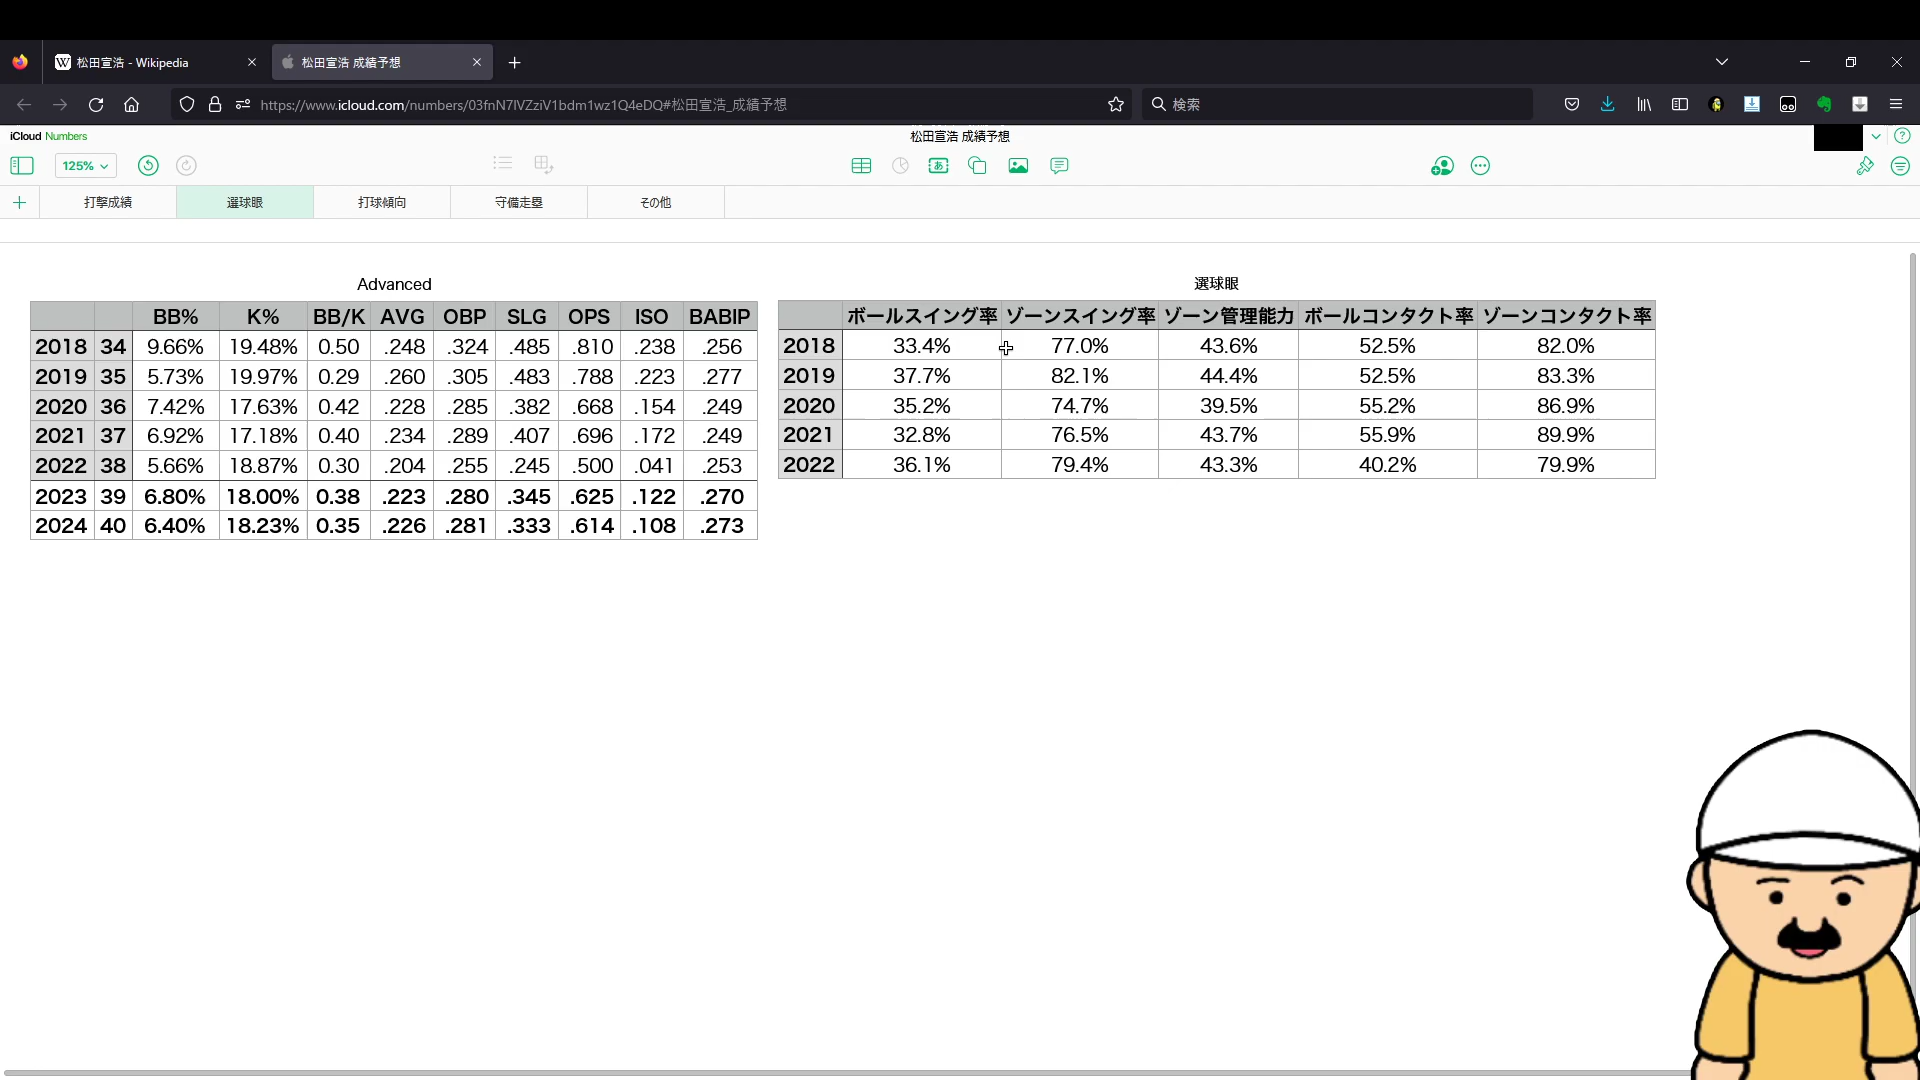 松田宣浩 - Wikipedia
松田宣浩 成績予想
https://www.icloud.com/numbers/03fnN7IVZziV1bdm1wz1Q4eDQ#松田宣浩_成績予想
検索
iCloud Numbers
松田宣浩 成績予想
125%
あ
打撃成績 選球眼 打球傾向 守備走塁 その他
Advanced
BB% K% BB/K AVG OBP SLG OPS ISO BABIP
2018 34 9.66% 19.48% 0.50 .248 .324 .485 .810 .238 .256
2019 35 5.73% 19.97% 0.29 .260 .305 .483 .788 .223 .277
2020 36 7.42% 17.63% 0.42 .228 .285 .382 .668 .154 .249
2021 37 6.92% 17.18% 0.40 .234 .289 .407 .696 .172 .249
2022 38 5.66% 18.87% 0.30 .204 .255 .245 .500 .041 .253
2023 39 6.80% 18.00% 0.38 .223 .280 .345 .625 .122 .270
2024 40 6.40% 18.23% 0.35 .226 .281 .333 .614 .108 .273
選球眼
ボールスイング率 ゾーンスイング率 ゾーン管理能力 ボールコンタクト率 ゾーンコンタクト率
2018 33.4% 77.0% 43.6% 52.5% 82.0%
2019 37.7% 82.1% 44.4% 52.5% 83.3%
2020 35.2% 74.7% 39.5% 55.2% 86.9%
2021 32.8% 76.5% 43.7% 55.9% 89.9%
2022 36.1% 79.4% 43.3% 40.2% 79.9%